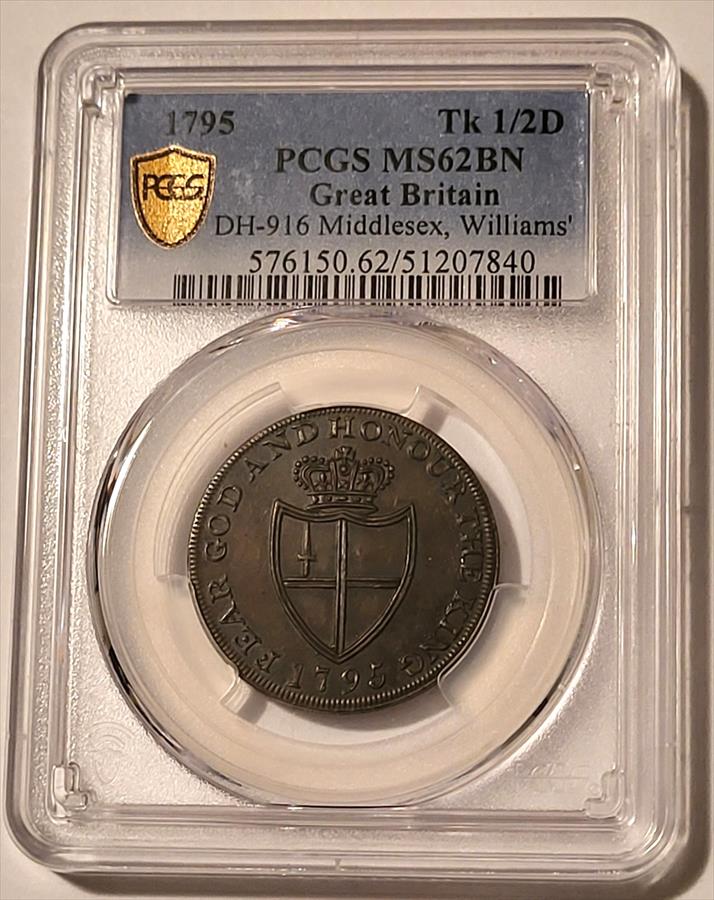 1795 Tk 1/2D
PCGS MS62BN
Great Britain
DH-916 Middlesex, Williams'
576150.62/51207840
PCGS
FEAR GOD AND HONOUR THE KING
1795